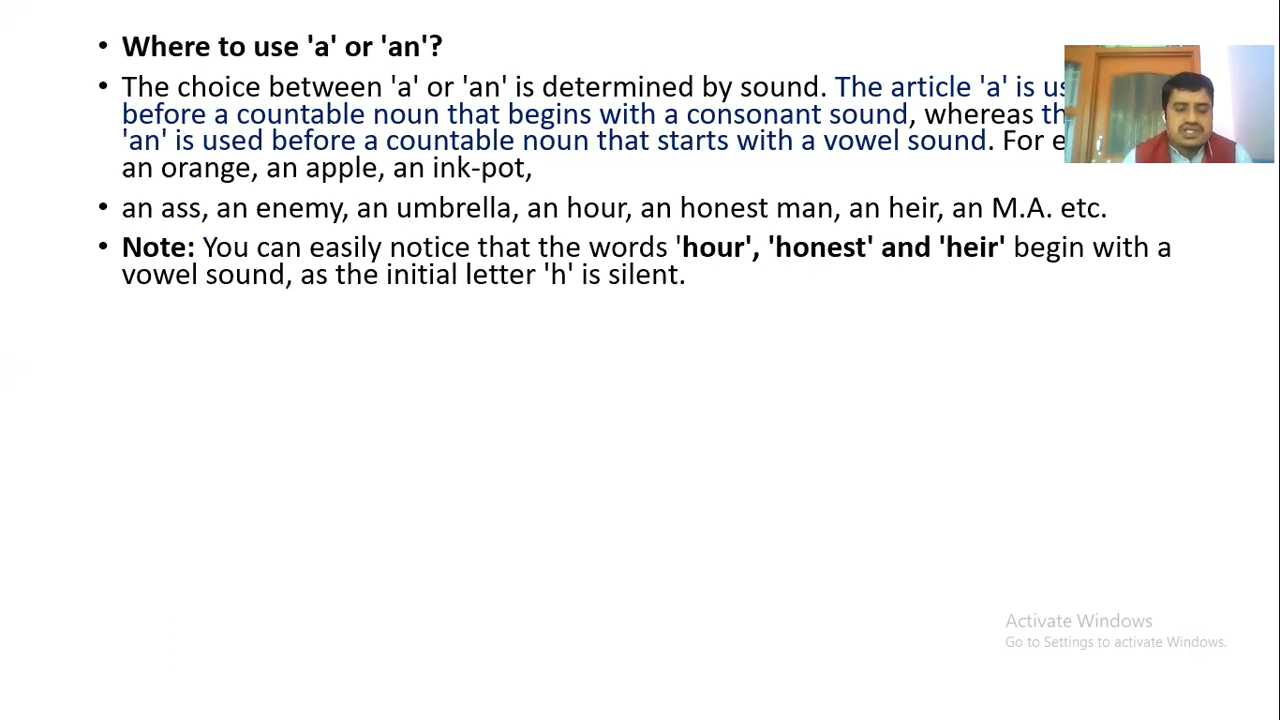 • Where to use 'a' or 'an'?
• The choice between 'a' or 'an' is determined by sound. The article 'a' is
before a countable noun that begins with a consonant sound, whereas
'an' is used before a countable noun that starts with a vowel sound. For
an orange, an apple, an ink-pot,
• an ass, an enemy, an umbrella, an hour, an honest man, an heir, an M.A. etc.
• Note: You can easily notice that the words 'hour', 'honest' and 'heir' begin with a
vowel sound, as the initial letter 'h' is silent.
Activate Windows
Go to Settings to activate Windows.